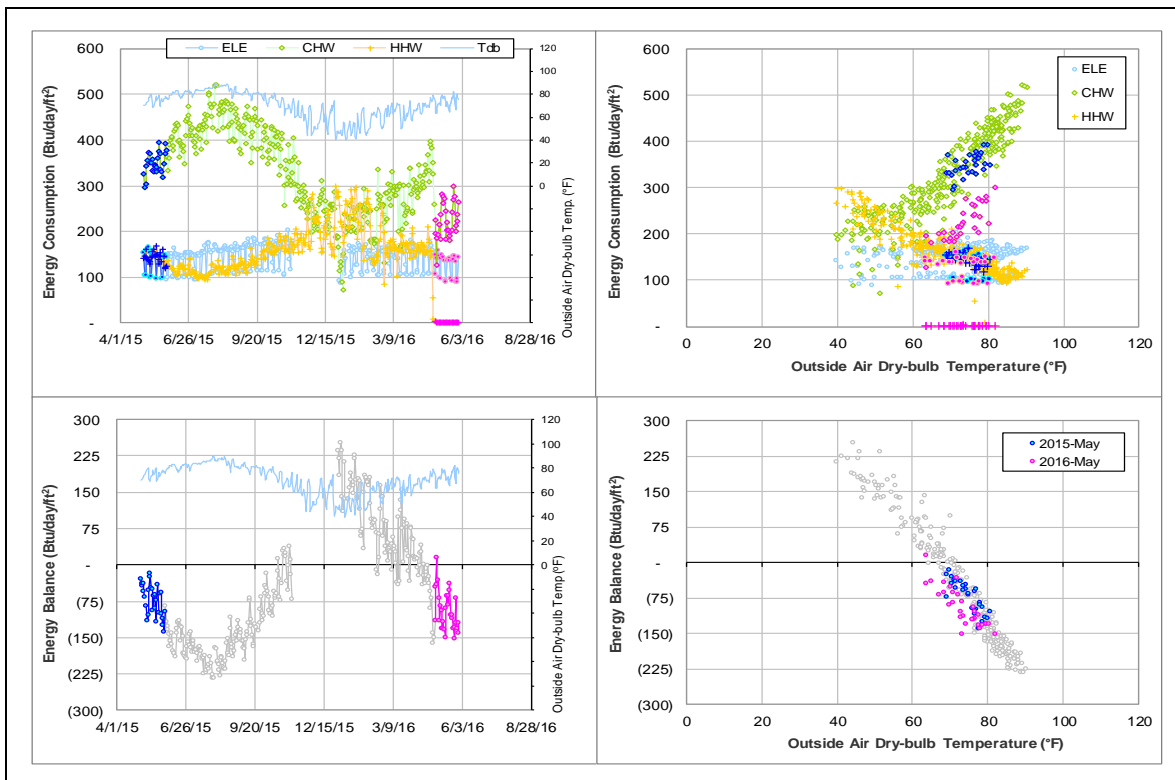 ELE CHW HHW Tdb
Energy Consumption (Btu/day/ft²)
600
500
400
300
200
100
-
120
100
80
60
40
20
0
Outside Air Dry-bulb Temp. (°F)
4/1/15 6/26/15 9/20/15 12/15/15 3/9/16 6/3/16 8/28/16
Energy Consumption (Btu/day/ft²)
600
500
400
300
200
100
-
ELE
CHW
HHW
0 20 40 60 80 100 120
Outside Air Dry-bulb Temperature (°F)
Energy Balance (Btu/day/ft²)
300
225
150
75
-
(75)
(150)
(225)
(300)
120
100
80
60
40
20
0
Outside Air Dry-bulb Temp (°F)
4/1/15 6/26/15 9/20/15 12/15/15 3/9/16 6/3/16 8/28/16
Energy Balance (Btu/day/ft²)
300
225
150
75
-
(75)
(150)
(225)
(300)
2015-May
2016-May
0 20 40 60 80 100 120
Outside Air Dry-bulb Temperature (°F)